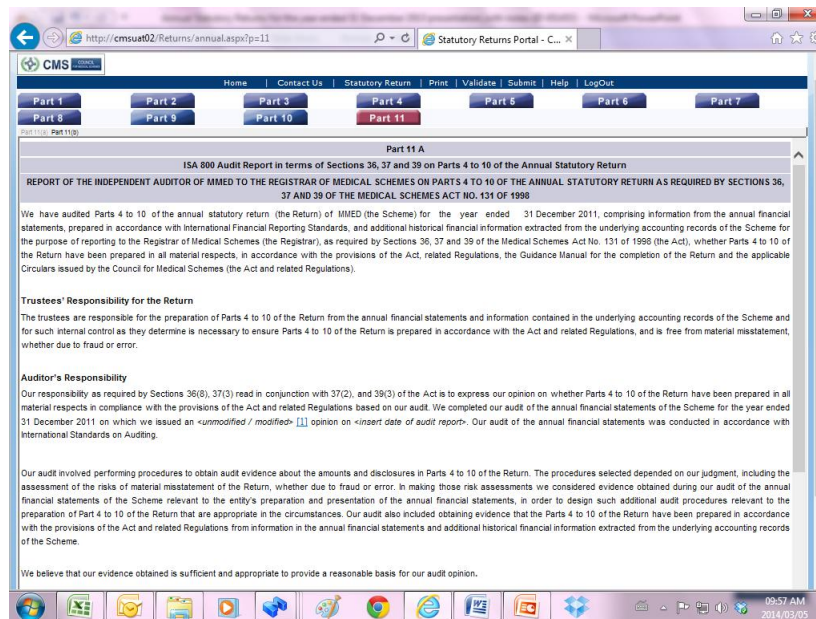 http://cmsuat02/Returns/annual.aspx?p=11
Statutory Returns Portal - C...
CMS COUNCIL
Home | Contact Us | Statutory Return | Print | Validate | Submit | Help | LogOut
Part 1 Part 2 Part 3 Part 4 Part 5 Part 6 Part 7
Part 8 Part 9 Part 10 Part 11
Part 11(a) Part 11(b)
Part 11 A
ISA 800 Audit Report in terms of Sections 36, 37 and 39 on Parts 4 to 10 of the Annual Statutory Return
REPORT OF THE INDEPENDENT AUDITOR OF MMED TO THE REGISTRAR OF MEDICAL SCHEMES ON PARTS 4 TO 10 OF THE ANNUAL STATUTORY RETURN AS REQUIRED BY SECTIONS 36,
37 AND 39 OF THE MEDICAL SCHEMES ACT NO. 131 OF 1998
We have audited Parts 4 to 10 of the annual statutory return (the Return) of MMED (the Scheme) for the year ended 31 December 2011, comprising information from the annual financial
statements, prepared in accordance with International Financial Reporting Standards, and additional historical financial information extracted from the underlying accounting records of the Scheme for
the purpose of reporting to the Registrar of Medical Schemes (the Registrar), as required by Sections 36, 37 and 39 of the Medical Schemes Act No. 131 of 1998 (the Act), whether Parts 4 to 10 of
the Return have been prepared in all material respects, in accordance with the provisions of the Act, related Regulations, the Guidance Manual for the completion of the Return and the applicable
Circulars issued by the Council for Medical Schemes (the Act and related Regulations).
Trustees' Responsibility for the Return
The trustees are responsible for the preparation of Parts 4 to 10 of the Return from the annual financial statements and information contained in the underlying accounting records of the Scheme and
for such internal control as they determine is necessary to ensure Parts 4 to 10 of the Return is prepared in accordance with the Act and related Regulations, and is free from material misstatement,
whether due to fraud or error.
Auditor's Responsibility
Our responsibility as required by Sections 36(8), 37(3) read in conjunction with 37(2), and 39(3) of the Act is to express our opinion on whether Parts 4 to 10 of the Return have been prepared in all
material respects in compliance with the provisions of the Act and related Regulations based on our audit. We completed our audit of the annual financial statements of the Scheme for the year ended
31 December 2011 on which we issued an <unmodified / modified> [1] opinion on <insert date of audit report>. Our audit of the annual financial statements was conducted in accordance with
International Standards on Auditing.
Our audit involved performing procedures to obtain audit evidence about the amounts and disclosures in Parts 4 to 10 of the Return. The procedures selected depended on our judgment, including the
assessment of the risks of material misstatement of the Return, whether due to fraud or error. In making those risk assessments we considered evidence obtained during our audit of the annual
financial statements of the Scheme relevant to the entity's preparation and presentation of the annual financial statements, in order to design such additional audit procedures relevant to the
preparation of Part 4 to 10 of the Return that are appropriate in the circumstances. Our audit also included obtaining evidence that the Parts 4 to 10 of the Return have been prepared in accordance
with the provisions of the Act and related Regulations from information in the annual financial statements and additional historical financial information extracted from the underlying accounting records
of the Scheme.
We believe that our evidence obtained is sufficient and appropriate to provide a reasonable basis for our audit opinion.
09:57 AM
2014/03/05